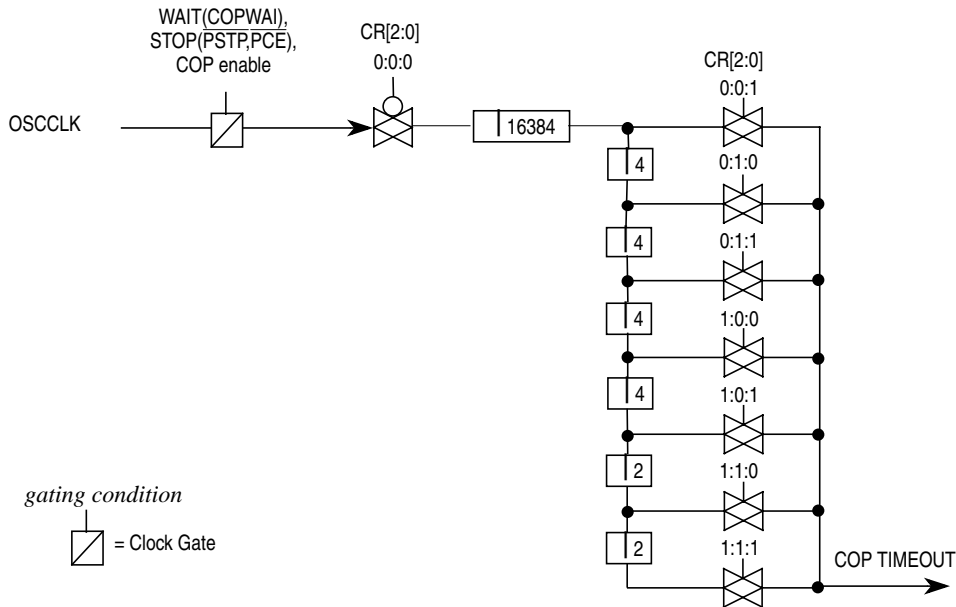 WAIT(COPWAI),
STOP(PSTP,PCE),
COP enable
CR[2:0]
0:0:0
OSCCLK
16384
CR[2:0]
0:0:1
4
0:1:0
4
0:1:1
4
1:0:0
4
1:0:1
2
1:1:0
2
1:1:1
COP TIMEOUT
gating condition
= Clock Gate